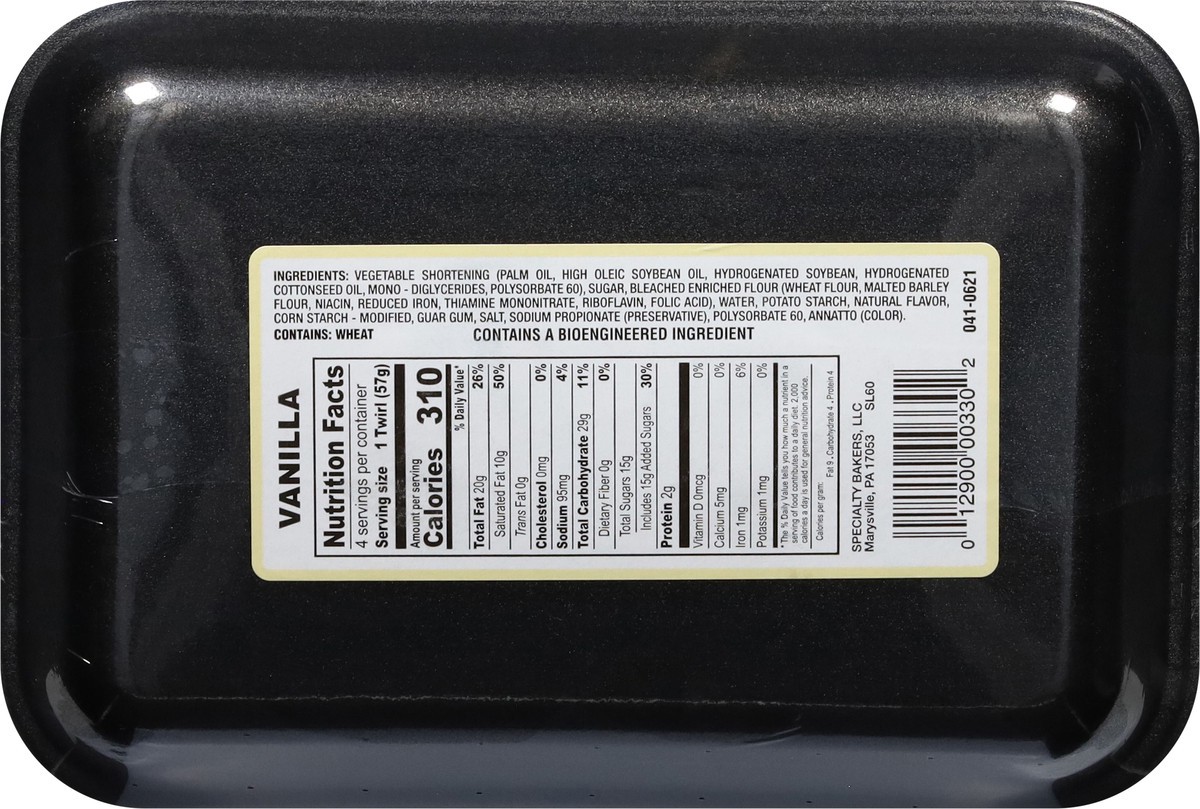 INGREDIENTS: VEGETABLE SHORTENING (PALM OIL, HIGH OLEIC SOYBEAN OIL, HYDROGENATED SOYBEAN, HYDROGENATED
COTTONSEED OIL, MONO - DIGLYCERIDES, POLYSORBATE 60), SUGAR, BLEACHED ENRICHED FLOUR (WHEAT FLOUR, MALTED BARLEY
FLOUR, NIACIN, REDUCED IRON, THIAMINE MONONITRATE, RIBOFLAVIN, FOLIC ACID), WATER, POTATO STARCH, NATURAL FLAVOR,
CORN STARCH - MODIFIED, GUAR GUM, SALT, SODIUM PROPIONATE (PRESERVATIVE), POLYSORBATE 60, ANNATTO (COLOR).
CONTAINS: WHEAT CONTAINS A BIOENGINEERED INGREDIENT
041-0621
VANILLA
Nutrition Facts
4 servings per container
Serving size 1 Twirl (57g)
Amount per serving
Calories 310
% Daily Value*
Total Fat 20g 26%
Saturated Fat 10g 50%
Trans Fat 0g
Cholesterol 0mg 0%
Sodium 95mg 4%
Total Carbohydrate 29g 11%
Dietary Fiber 0g 0%
Total Sugars 15g
Includes 15g Added Sugars 30%
Protein 2g
Vitamin D 0mcg 0%
Calcium 5mg 0%
Iron 1mg 6%
Potassium 1mg 0%
*The % Daily Value tells you how much a nutrient in a
serving of food contributes to a daily diet. 2,000
calories a day is used for general nutrition advice.
Calories per gram:
Fat 9 . Carbohydrate 4 . Protein 4
SPECIALTY BAKERS, LLC
Marysville, PA 17053 SL60
0 12900 00330 2